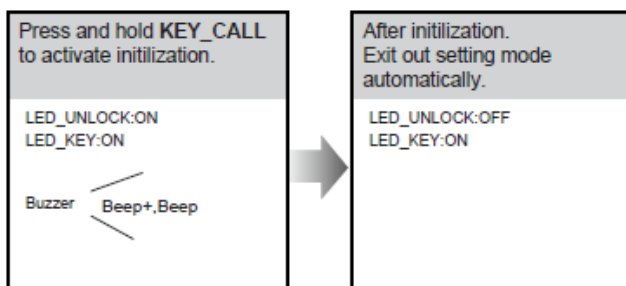 Press and hold KEY_CALL
to activate initilization.
LED_UNLOCK:ON
LED_KEY:ON
Buzzer
Beep+,Beep
After initilization.
Exit out setting mode
automatically.
LED_UNLOCK:OFF
LED_KEY:ON